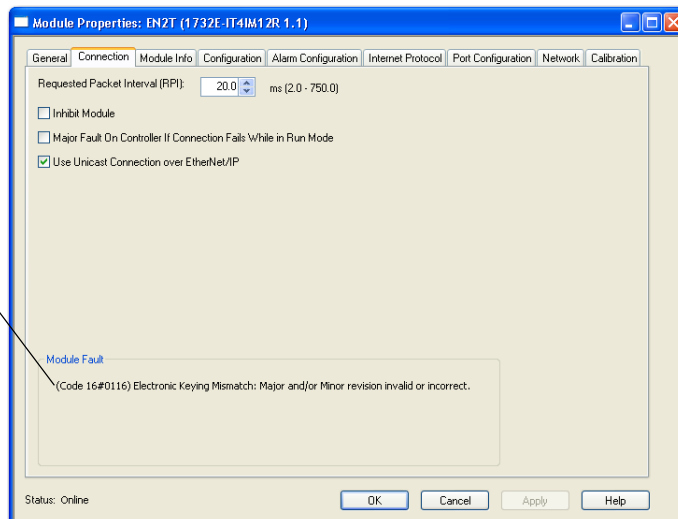 Module Properties: EN2T (1732E-IT4IM12R 1.1)
General Connection Module Info Configuration Alarm Configuration Internet Protocol Port Configuration Network Calibration
Requested Packet Interval (RPI): 20.0 ms (2.0 - 750.0)
Inhibit Module
Major Fault On Controller If Connection Fails While in Run Mode
Use Unicast Connection over EtherNet/IP
Module Fault
(Code 16#0116) Electronic Keying Mismatch: Major and/or Minor revision invalid or incorrect.
Status: Online OK Cancel Apply Help